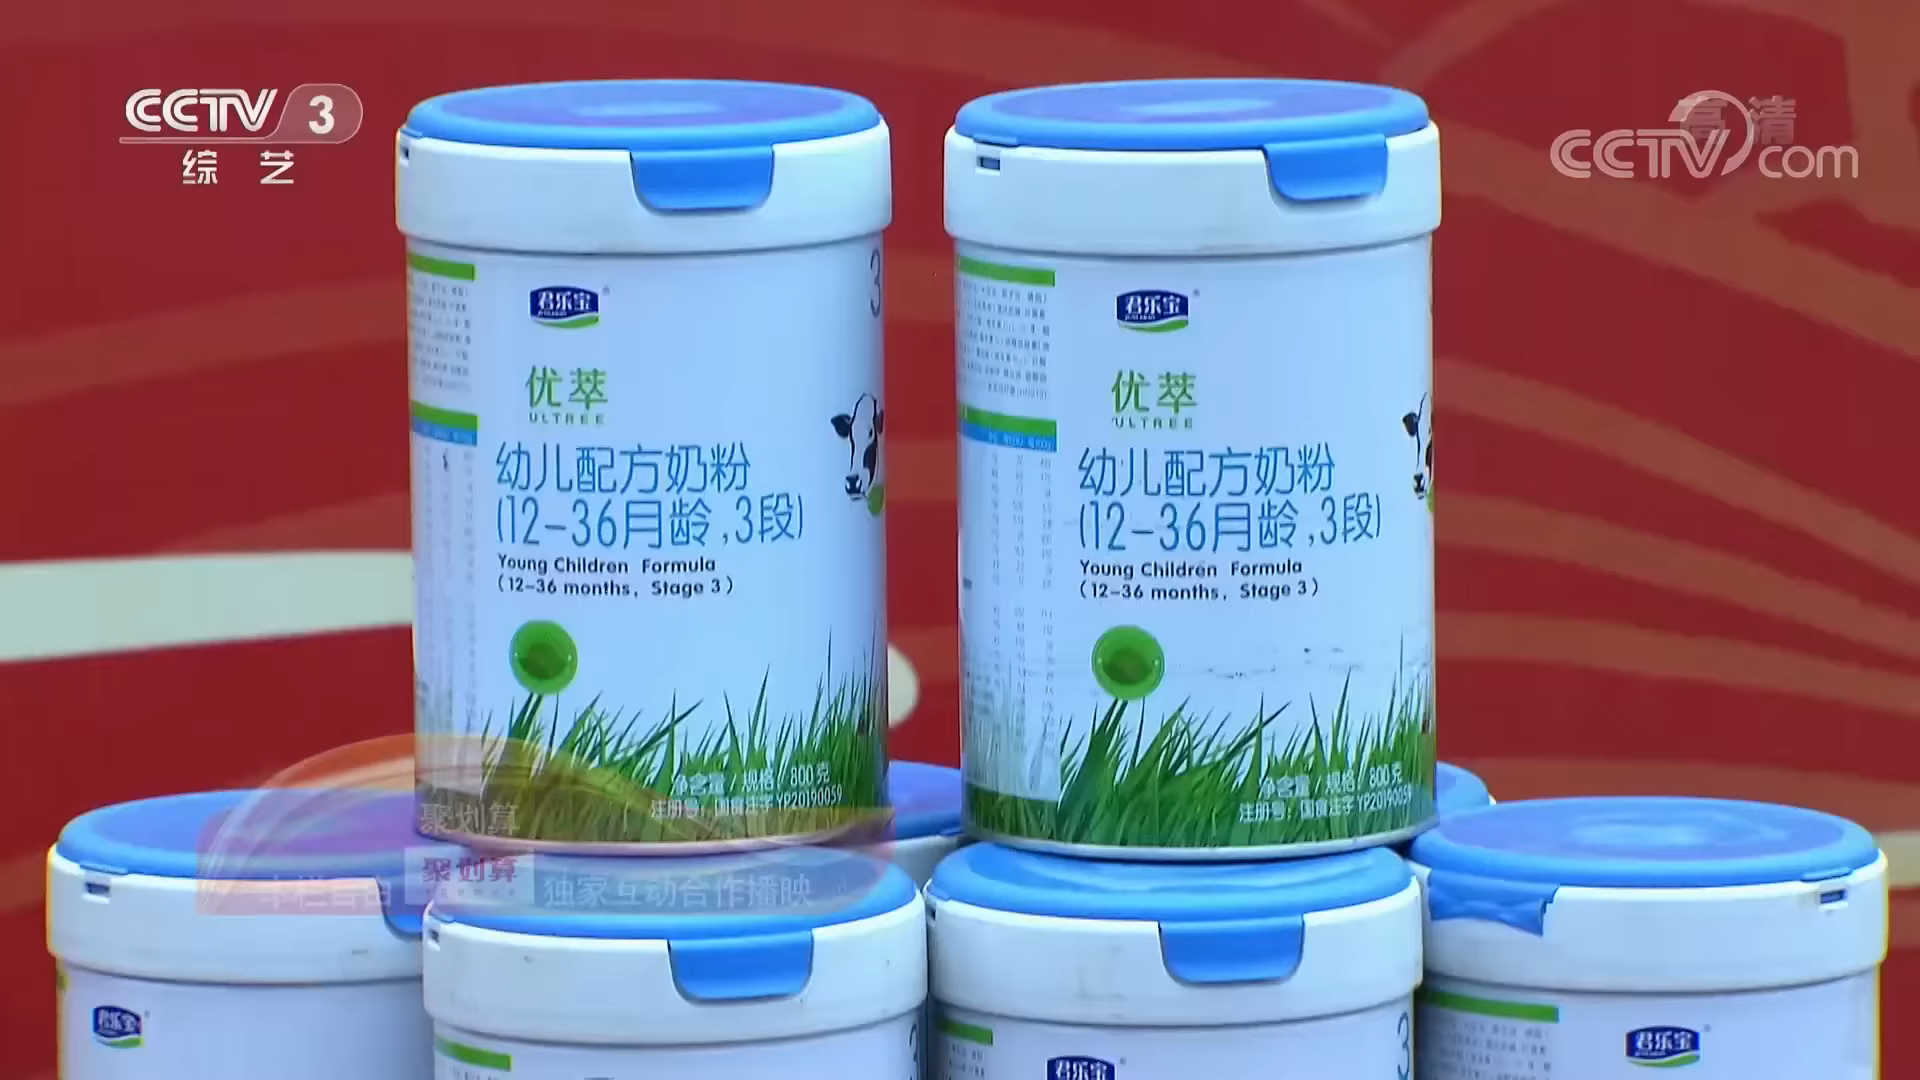 CCTV 3
综艺
高清
CCTV.com
君乐宝
优萃
ULTREE
幼儿配方奶粉
(12-36月龄,3段)
Young Children Formula
(12-36 months, Stage 3)
净含量/规格:800克
注册号:国食注字YP20190059
3
君乐宝
优萃
ULTREE
幼儿配方奶粉
(12-36月龄,3段)
Young Children Formula
(12-36 months, Stage 3)
净含量/规格:800克
注册号:国食注字YP20190059
聚划算
聚划算
独家互动合作播映
君乐宝
3
君乐宝
3
君乐宝